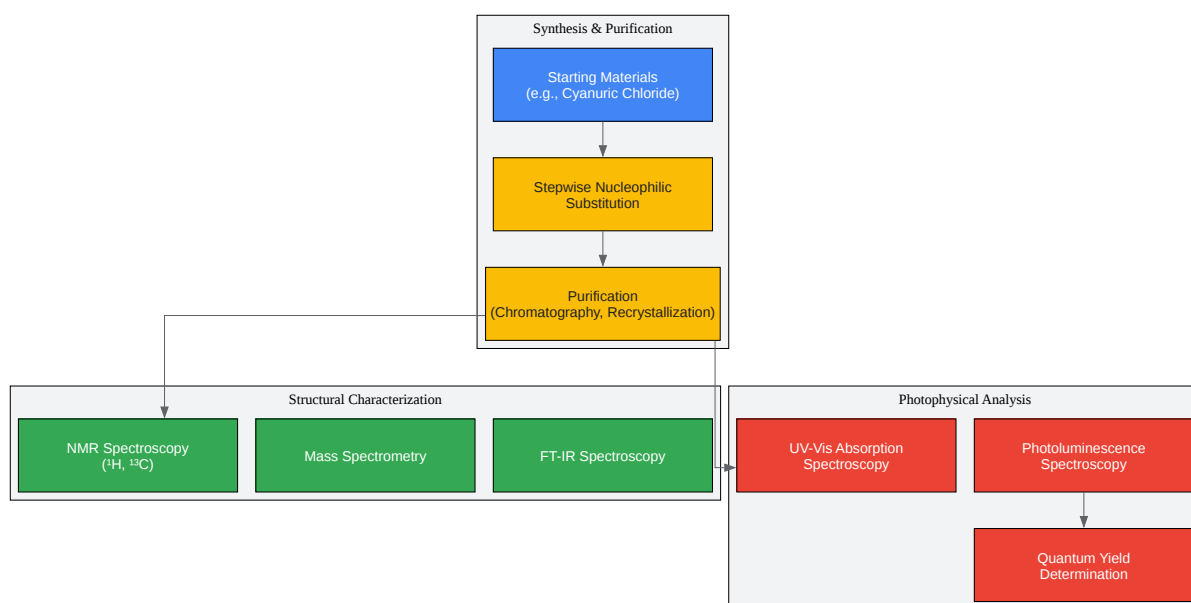 Synthesis & Purification
Starting Materials
(e.g., Cyanuric Chloride)
Stepwise Nucleophilic
Substitution
Purification
(Chromatography, Recrystallization)
Structural Characterization
NMR Spectroscopy
(¹H, ¹³C)
Mass Spectrometry
FT-IR Spectroscopy
Photophysical Analysis
UV-Vis Absorption
Spectroscopy
Photoluminescence
Spectroscopy
Quantum Yield
Determination